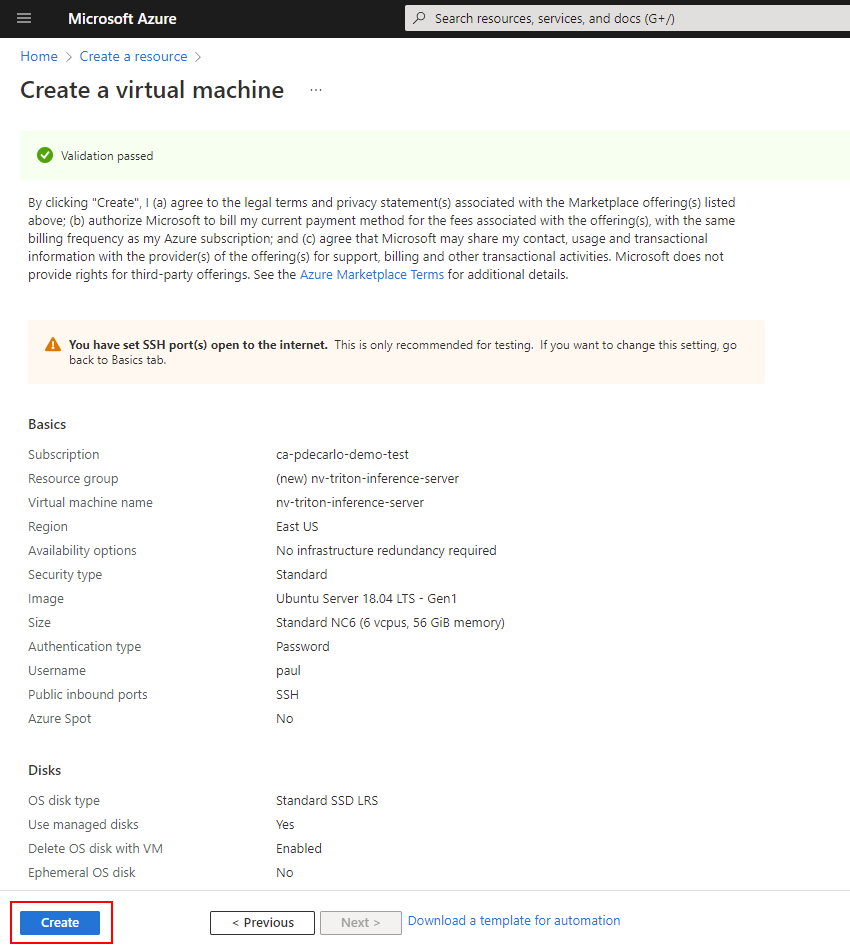 Microsoft Azure
Search resources, services, and docs (G+/)
Home > Create a resource >
Create a virtual machine ...
Validation passed
By clicking "Create", I (a) agree to the legal terms and privacy statement(s) associated with the Marketplace offering(s) listed
above; (b) authorize Microsoft to bill my current payment method for the fees associated with the offering(s), with the same
billing frequency as my Azure subscription; and (c) agree that Microsoft may share my contact, usage and transactional
information with the provider(s) of the offering(s) for support, billing and other transactional activities. Microsoft does not
provide rights for third-party offerings. See the Azure Marketplace Terms for additional details.
You have set SSH port(s) open to the internet. This is only recommended for testing. If you want to change this setting, go
back to Basics tab.
Basics
Subscription ca-pdecarlo-demo-test
Resource group (new) nv-triton-inference-server
Virtual machine name nv-triton-inference-server
Region East US
Availability options No infrastructure redundancy required
Security type Standard
Image Ubuntu Server 18.04 LTS - Gen1
Size Standard NC6 (6 vcpus, 56 GiB memory)
Authentication type Password
Username paul
Public inbound ports SSH
Azure Spot No
Disks
OS disk type Standard SSD LRS
Use managed disks Yes
Delete OS disk with VM Enabled
Ephemeral OS disk No
Create < Previous Next > Download a template for automation